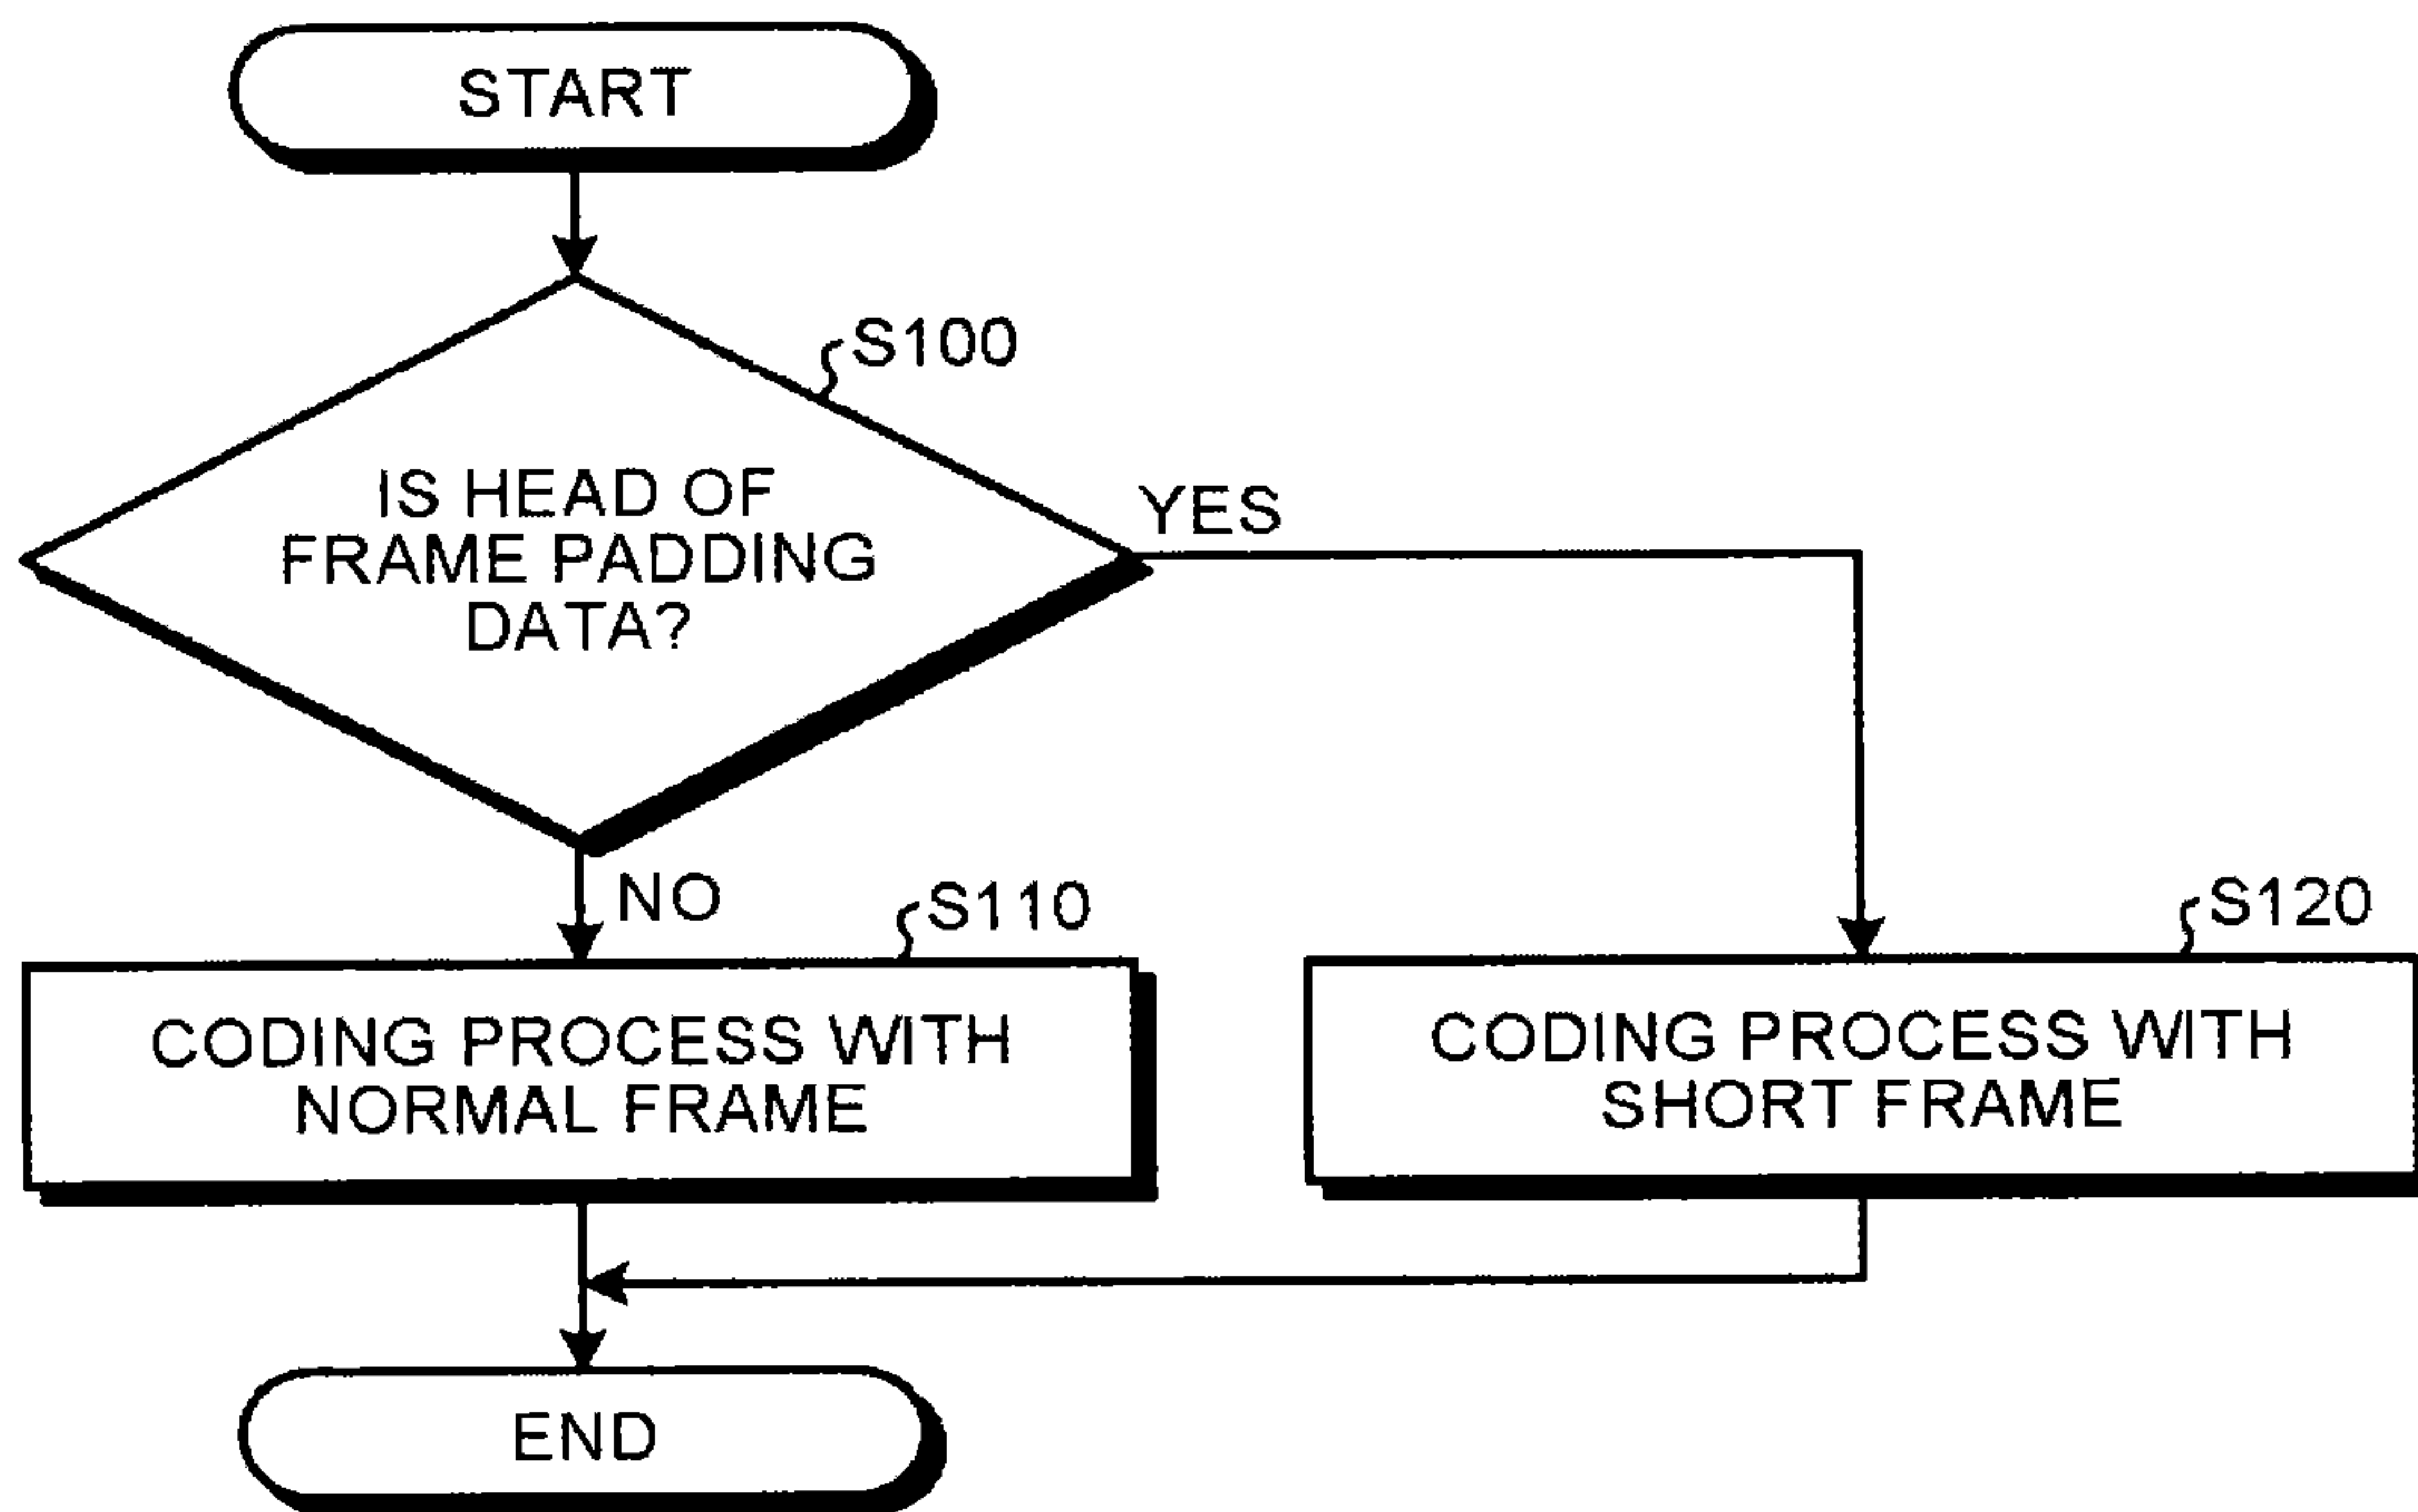 START
S100
IS HEAD OF
FRAME PADDING
DATA?
YES
NO
S110
S120
CODING PROCESS WITH
NORMAL FRAME
CODING PROCESS WITH
SHORT FRAME
END